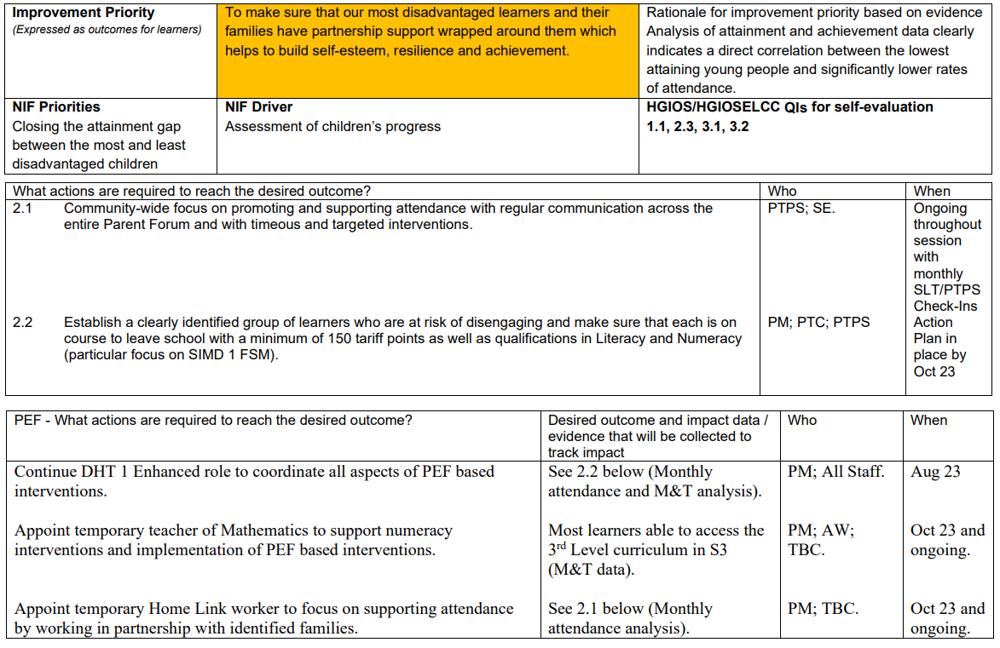 Improvement Priority
(Expressed as outcomes for learners)
To make sure that our most disadvantaged learners and their
families have partnership support wrapped around them which
helps to build self-esteem, resilience and achievement.
Rationale for improvement priority based on evidence
Analysis of attainment and achievement data clearly
indicates a direct correlation between the lowest
attaining young people and significantly lower rates
of attendance.
NIF Priorities
Closing the attainment gap
between the most and least
disadvantaged children
NIF Driver
Assessment of children’s progress
HGIOS/HGIOSELCC QIs for self-evaluation
1.1, 2.3, 3.1, 3.2
What actions are required to reach the desired outcome?
Who
When
2.1 Community-wide focus on promoting and supporting attendance with regular communication across the
entire Parent Forum and with timeous and targeted interventions.
PTPS; SE.
Ongoing
throughout
session
with
monthly
SLT/PTPS
Check-Ins
2.2 Establish a clearly identified group of learners who are at risk of disengaging and make sure that each is on
course to leave school with a minimum of 150 tariff points as well as qualifications in Literacy and Numeracy
(particular focus on SIMD 1 FSM).
PM; PTC; PTPS
Action
Plan in
place by
Oct 23
PEF - What actions are required to reach the desired outcome?
Desired outcome and impact data /
evidence that will be collected to
track impact
Who
When
Continue DHT 1 Enhanced role to coordinate all aspects of PEF based
interventions.
See 2.2 below (Monthly
attendance and M&T analysis).
PM; All Staff.
Aug 23
Appoint temporary teacher of Mathematics to support numeracy
interventions and implementation of PEF based interventions.
Most learners able to access the
3rd Level curriculum in S3
(M&T data).
PM; AW;
TBC.
Oct 23 and
ongoing.
Appoint temporary Home Link worker to focus on supporting attendance
by working in partnership with identified families.
See 2.1 below (Monthly
attendance analysis).
PM; TBC.
Oct 23 and
ongoing.